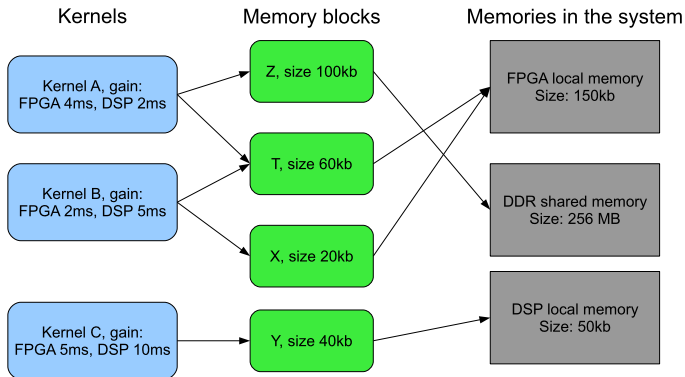 Kernels
Memory blocks
Memories in the system
Kernel A, gain:
FPGA 4ms, DSP 2ms
Kernel B, gain:
FPGA 2ms, DSP 5ms
Kernel C, gain:
FPGA 5ms, DSP 10ms
Z, size 100kb
T, size 60kb
X, size 20kb
Y, size 40kb
FPGA local memory
Size: 150kb
DDR shared memory
Size: 256 MB
DSP local memory
Size: 50kb